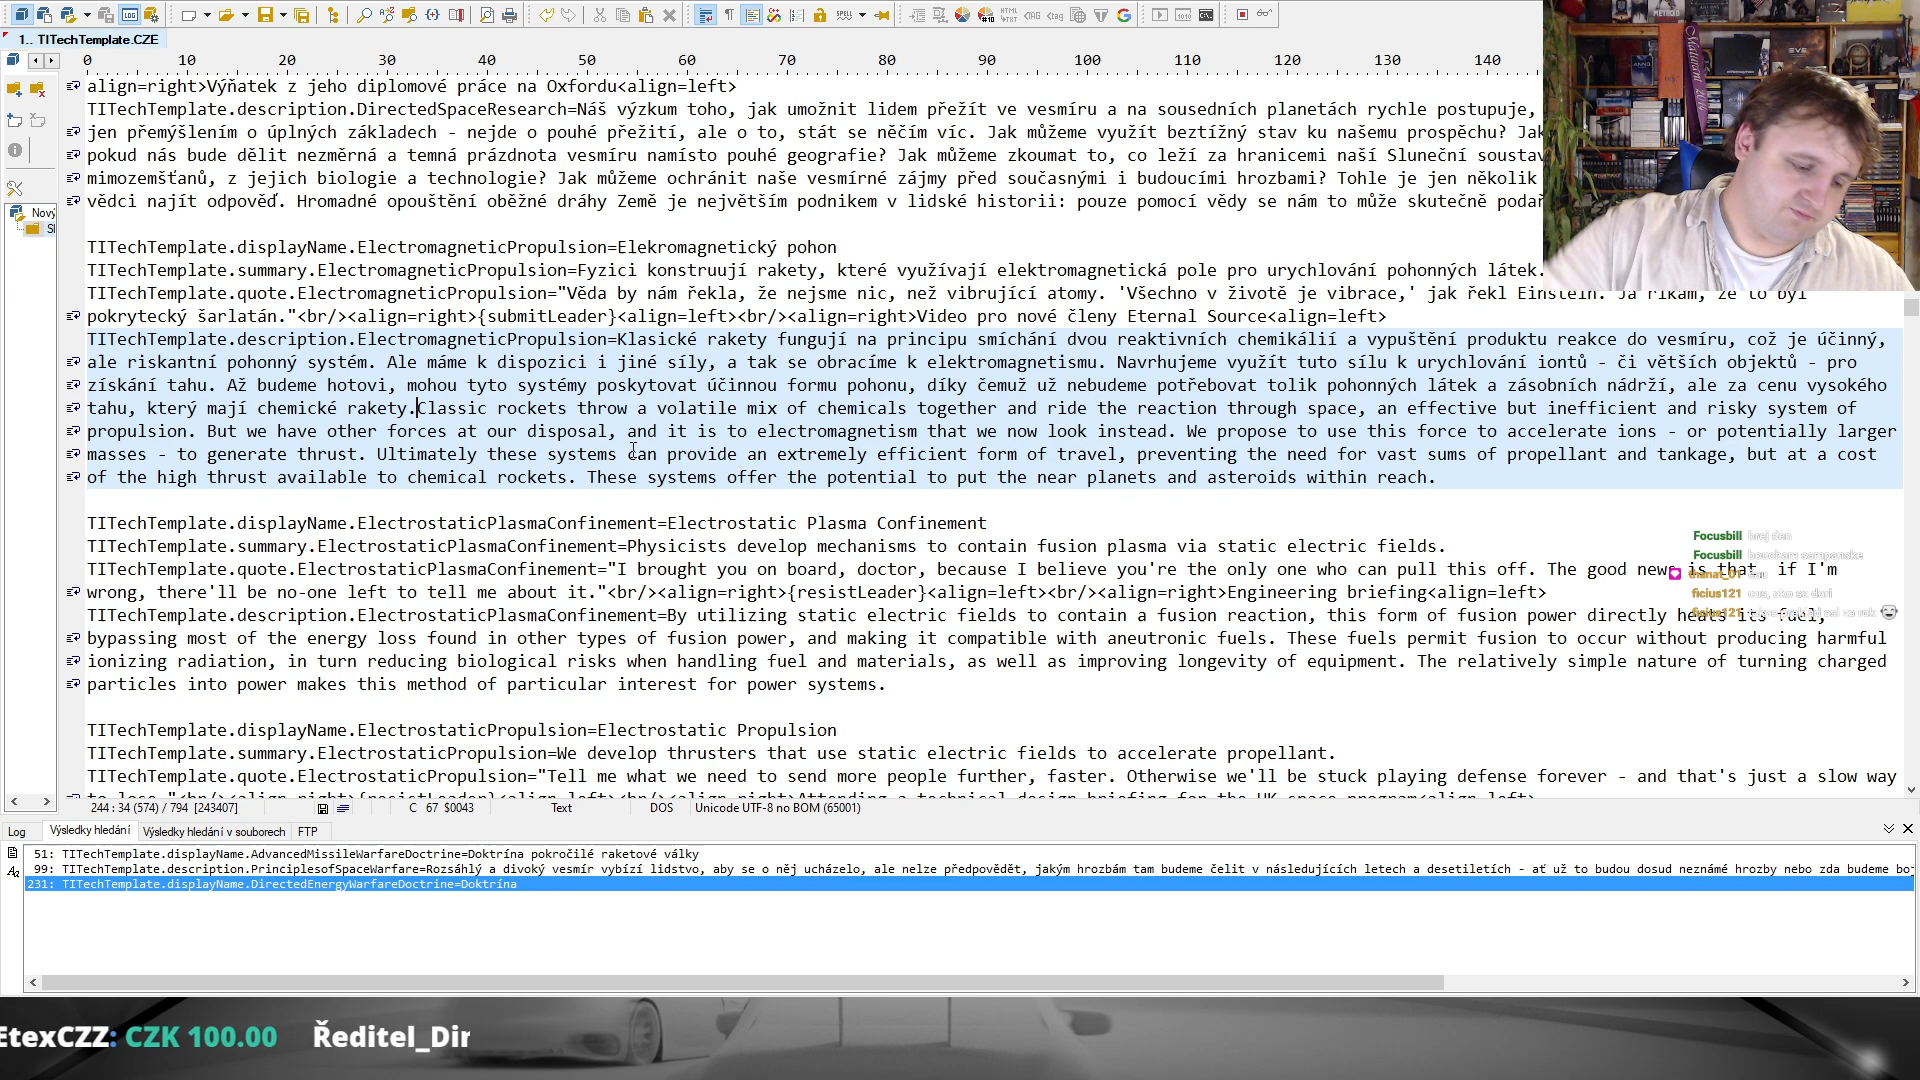 1.. TITechTemplate.CZE
0 10 20 30 40 50 60 70 80 90 100 110 120 130 140
align=right>Výňatek z jeho diplomové práce na Oxfordu<align=left>
TITechTemplate.description.DirectedSpaceResearch=Náš výzkum toho, jak umožnit lidem přežít ve vesmíru a na sousedních planetách rychle postupuje,
jen přemýšlením o úplných základech - nejde o pouhé přežití, ale o to, stát se něčím víc. Jak můžeme využít beztížný stav ku našemu prospěchu? Jak
pokud nás bude dělit nezměrná a temná prázdnota vesmíru namísto pouhé geografie? Jak můžeme zkoumat to, co leží za hranicemi naší Sluneční soustav
mimozemšťanů, z jejich biologie a technologie? Jak můžeme ochránit naše vesmírné zájmy před současnými i budoucími hrozbami? Tohle je jen několik
vědci najít odpověď. Hromadné opouštění oběžné dráhy Země je největším podnikem v lidské historii: pouze pomocí vědy se nám to může skutečně podař
TITechTemplate.displayName.ElectromagneticPropulsion=Elekromagnetický pohon
TITechTemplate.summary.ElectromagneticPropulsion=Fyzici konstruují rakety, které využívají elektromagnetická pole pro urychlování pohonných látek.
TITechTemplate.quote.ElectromagneticPropulsion="Věda by nám řekla, že nejsme nic, než vibrující atomy. 'Všechno v životě je vibrace,' jak řekl Einstein. Já říkám, že to byl
pokrytecký šarlatán."<br/><align=right>{submitLeader}<align=left><br/><align=right>Video pro nové členy Eternal Source<align=left>
TITechTemplate.description.ElectromagneticPropulsion=Klasické rakety fungují na principu smíchání dvou reaktivních chemikálií a vypuštění produktu reakce do vesmíru, což je účinný,
ale riskantní pohonný systém. Ale máme k dispozici i jiné síly, a tak se obracíme k elektromagnetismu. Navrhujeme využít tuto sílu k urychlování iontů - či větších objektů - pro
získání tahu. Až budeme hotovi, mohou tyto systémy poskytovat účinnou formu pohonu, díky čemuž už nebudeme potřebovat tolik pohonných látek a zásobních nádrží, ale za cenu vysokého
tahu, který mají chemické rakety.Classic rockets throw a volatile mix of chemicals together and ride the reaction through space, an effective but inefficient and risky system of
propulsion. But we have other forces at our disposal, and it is to electromagnetism that we now look instead. We propose to use this force to accelerate ions - or potentially larger
masses - to generate thrust. Ultimately these systems can provide an extremely efficient form of travel, preventing the need for vast sums of propellant and tankage, but at a cost
of the high thrust available to chemical rockets. These systems offer the potential to put the near planets and asteroids within reach.
TITechTemplate.displayName.ElectrostaticPlasmaConfinement=Electrostatic Plasma Confinement
TITechTemplate.summary.ElectrostaticPlasmaConfinement=Physicists develop mechanisms to contain fusion plasma via static electric fields.
TITechTemplate.quote.ElectrostaticPlasmaConfinement="I brought you on board, doctor, because I believe you're the only one who can pull this off. The good news is that, if I'm
wrong, there'll be no-one left to tell me about it."<br/><align=right>{resistLeader}<align=left><br/><align=right>Engineering briefing<align=left>
TITechTemplate.description.ElectrostaticPlasmaConfinement=By utilizing static electric fields to contain a fusion reaction, this form of fusion power directly heats its fuel,
bypassing most of the energy loss found in other types of fusion power, and making it compatible with aneutronic fuels. These fuels permit fusion to occur without producing harmful
ionizing radiation, in turn reducing biological risks when handling fuel and materials, as well as improving longevity of equipment. The relatively simple nature of turning charged
particles into power makes this method of particular interest for power systems.
TITechTemplate.displayName.ElectrostaticPropulsion=Electrostatic Propulsion
TITechTemplate.summary.ElectrostaticPropulsion=We develop thrusters that use static electric fields to accelerate propellant.
TITechTemplate.quote.ElectrostaticPropulsion="Tell me what we need to send more people further, faster. Otherwise we'll be stuck playing defense forever - and that's just a slow way
Nový
Focusbill hrej den
Focusbill
ficius121
ficius121
244 : 34 (574) / 794 [243407] C 67 $0043 Text DOS Unicode UTF-8 no BOM (65001)
Log Výsledky hledání Výsledky hledání v souborech FTP
51: TITechTemplate.displayName.AdvancedMissileWarfareDoctrine=Doktrína pokročilé raketové války
99: TITechTemplate.description.PrinciplesofSpaceWarfare=Rozsáhlý a divoký vesmír vybízí lidstvo, aby se o něj ucházelo, ale nelze předpovědět, jakým hrozbám tam budeme čelit v následujících letech a desetiletích - ať už to budou dosud neznámé hrozby nebo zda budeme bo
231: TITechTemplate.displayName.DirectedEnergyWarfareDoctrine=Doktrína
EtexCZZ: CZK 100.00 Ředitel_Dir